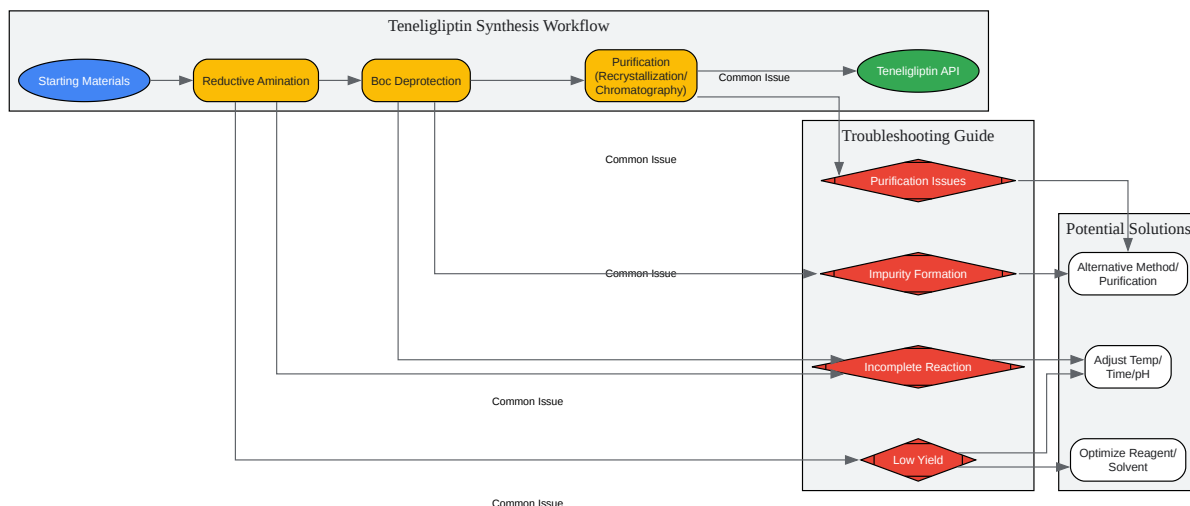 Teneligliptin Synthesis Workflow
Starting Materials
Reductive Amination
Boc Deprotection
Purification
(Recrystallization/
Chromatography)
Common Issue
Teneligliptin API
Troubleshooting Guide
Common Issue
Purification Issues
Potential Solutions
Common Issue
Impurity Formation
Alternative Method/
Purification
Incomplete Reaction
Adjust Temp/
Time/pH
Common Issue
Low Yield
Optimize Reagent/
Solvent
Common Issue